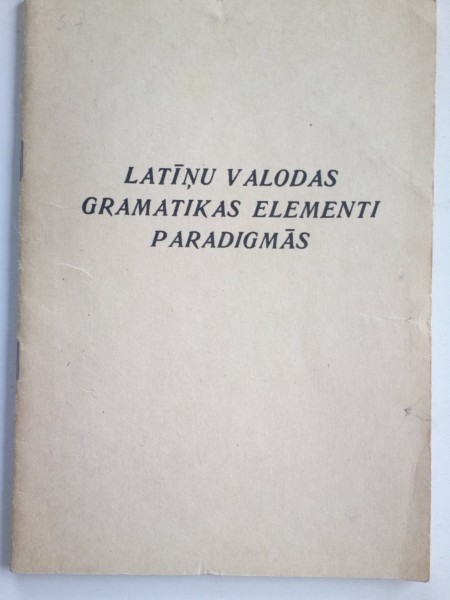 LATĪŅU VALODAS
GRAMATIKAS ELEMENTI
PARADIGMĀS